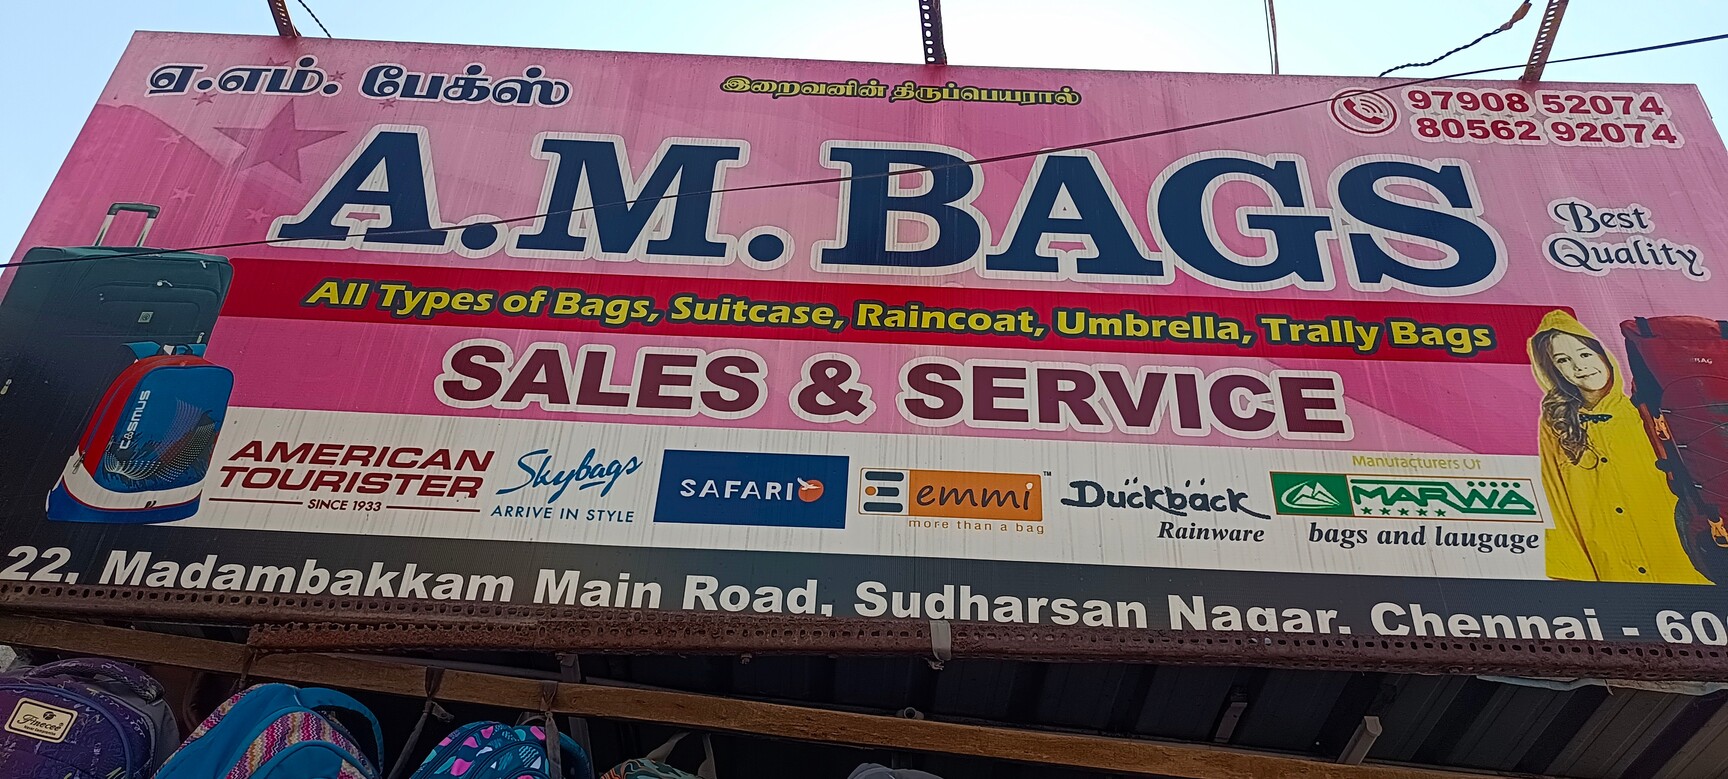 ஏ.எம். பேக்ஸ்
இறைவனின் திருப்பெயரால்
97908 52074
80562 92074
A.M.BAGS
Best
Quality
All Types of Bags, Suitcase, Raincoat, Umbrella, Trally Bags
SALES & SERVICE
COSMUS
AMERICAN
TOURISTER
SINCE 1933
Skybags
ARRIVE IN STYLE
SAFARI
emmi™
more than a bag
Duckback
Rainware
Manufacturers Of
MARWA
bags and laugage
22, Madambakkam Main Road, Sudharsan Nagar, Chennai - 60